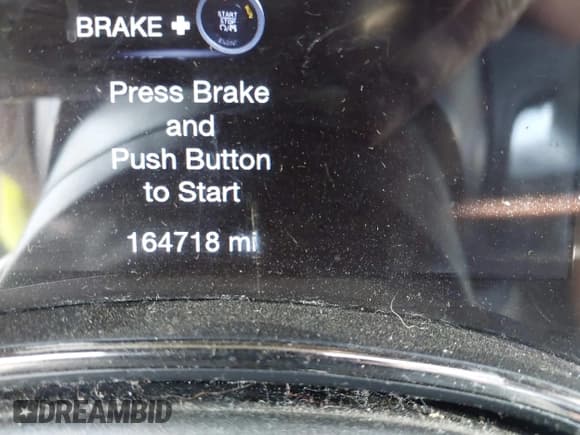 BRAKE +
START
STOP
Press Brake
and
Push Button
to Start
164718 mi
DREAMBID